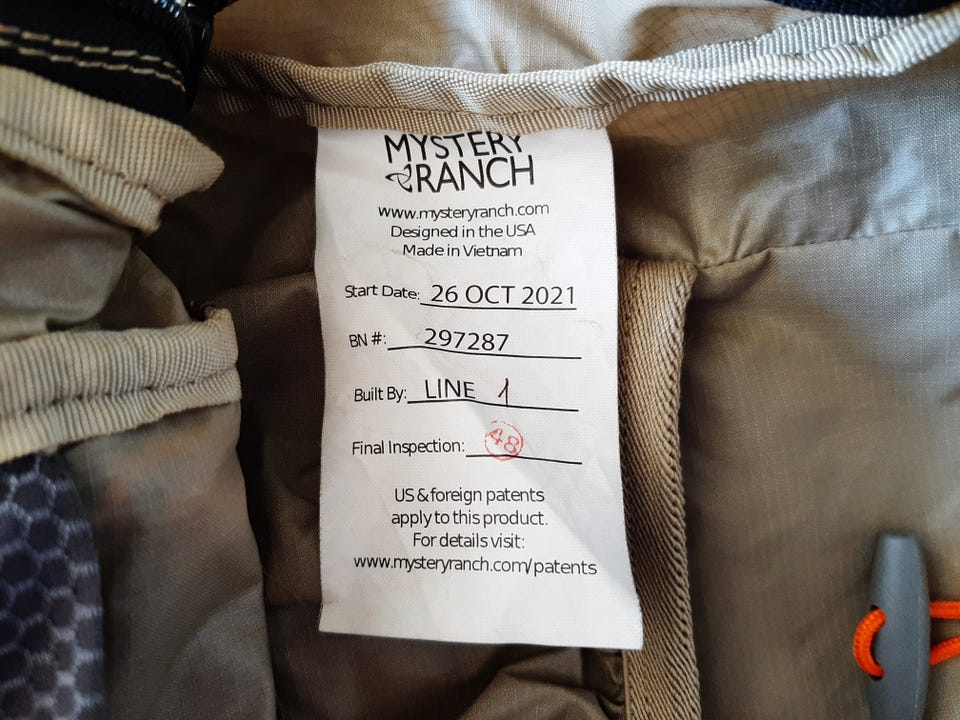 MYSTERY
RANCH
www.mysteryranch.com
Designed in the USA
Made in Vietnam
Start Date: 26 OCT 2021
BN #: 297287
Built By: LINE 1
Final Inspection: 48
US & foreign patents
apply to this product.
For details visit:
www.mysteryranch.com/patents